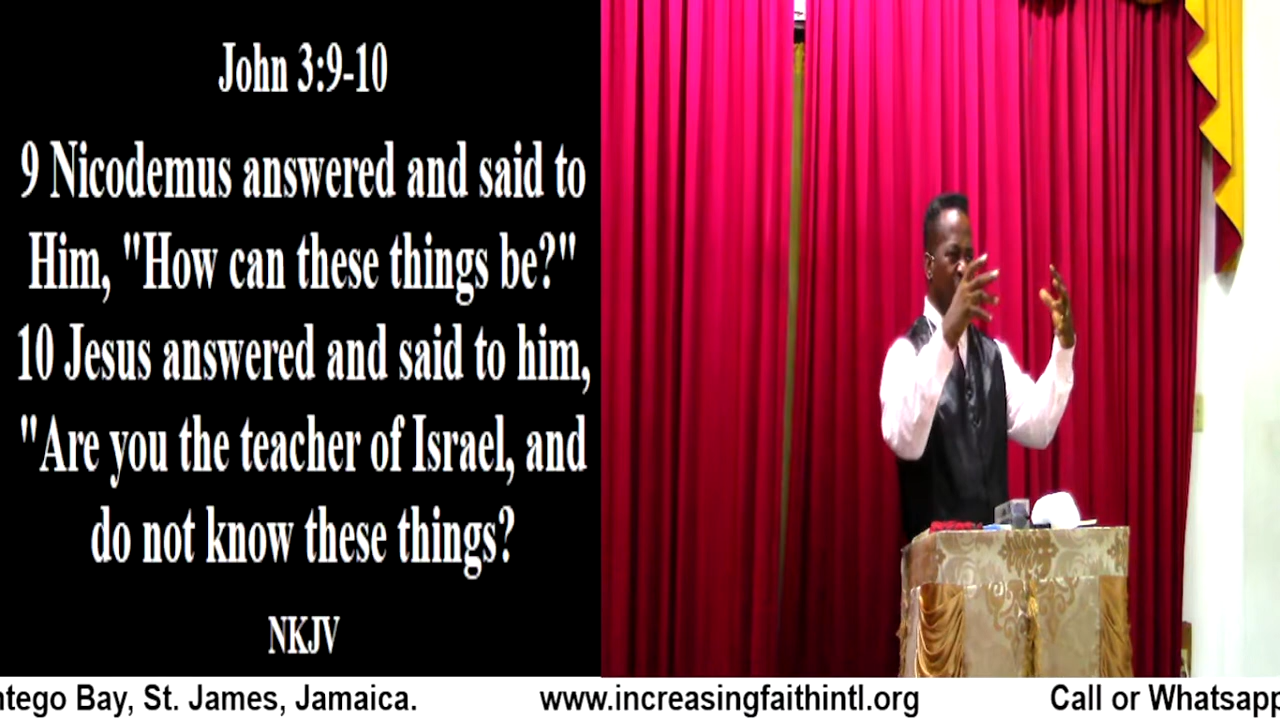 John 3:9-10
9 Nicodemus answered and said to
Him, "How can these things be?"
10 Jesus answered and said to him,
"Are you the teacher of Israel, and
do not know these things?
NKJV
ntego Bay, St. James, Jamaica. www.increasingfaithintl.org Call or Whatsapp